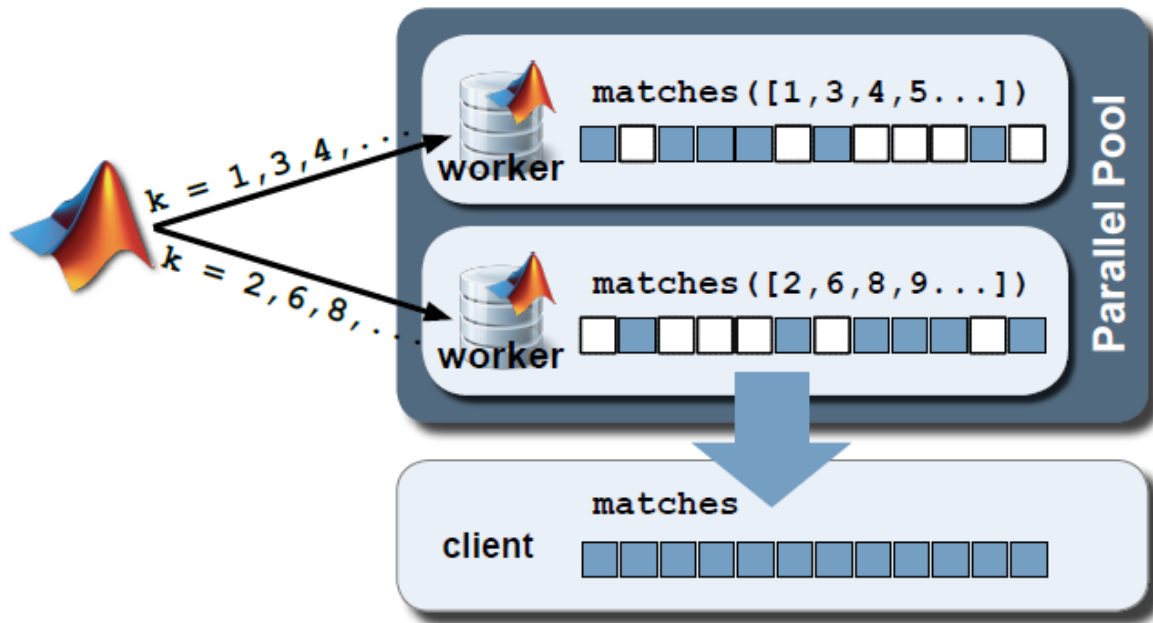 matches([1,3,4,5...])
worker
k = 1,3,4,...
k = 2,6,8,...
matches([2,6,8,9...])
worker
Parallel Pool
matches
client